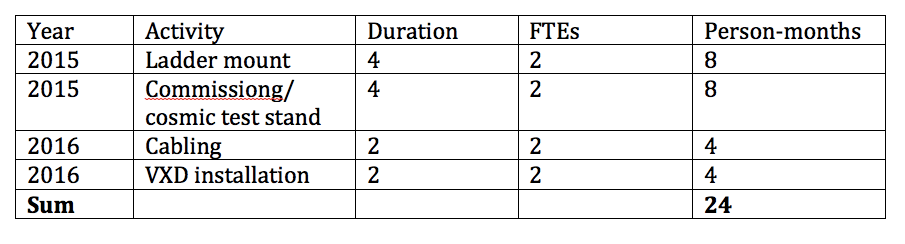 Year Activity Duration FTEs Person-months
2015 Ladder mount 4 2 8
2015 Commissiong/ 4 2 8
cosmic test stand
2016 Cabling 2 2 4
2016 VXD installation 2 2 4
Sum 24